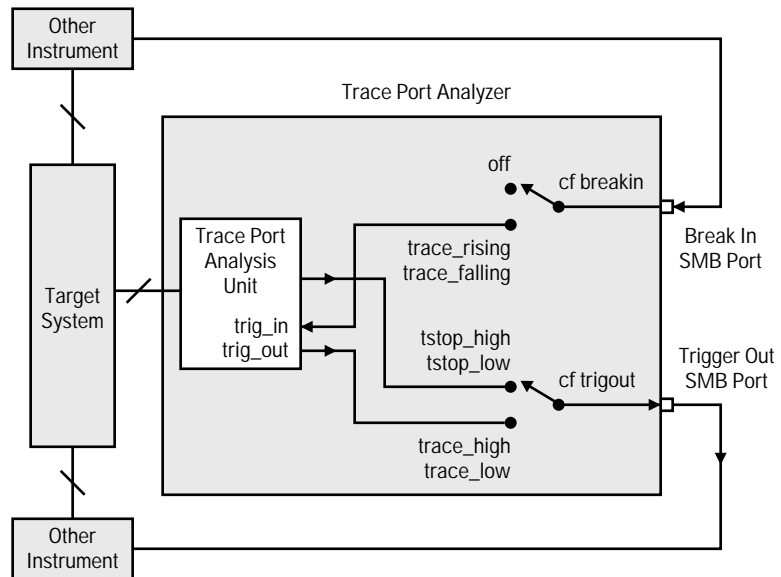 Other
Instrument
Trace Port Analyzer
off
cf breakin
Trace Port
Analysis
Unit
trig_in
trig_out
trace_rising
trace_falling
Break In
SMB Port
Target
System
tstop_high
tstop_low
cf trigout
Trigger Out
SMB Port
trace_high
trace_low
Other
Instrument